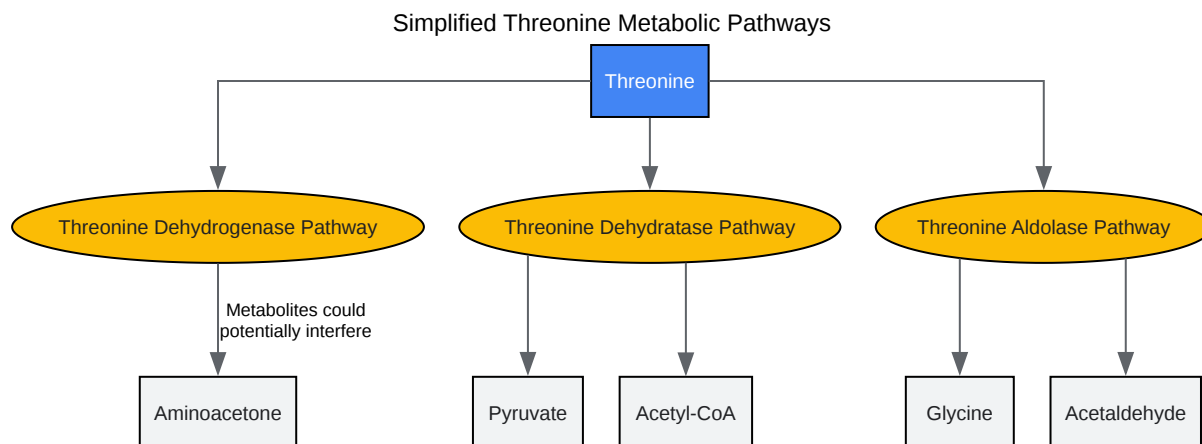 Simplified Threonine Metabolic Pathways
Threonine
Threonine Dehydrogenase Pathway
Threonine Dehydratase Pathway
Threonine Aldolase Pathway
Metabolites could
potentially interfere
Aminoacetone
Pyruvate
Acetyl-CoA
Glycine
Acetaldehyde